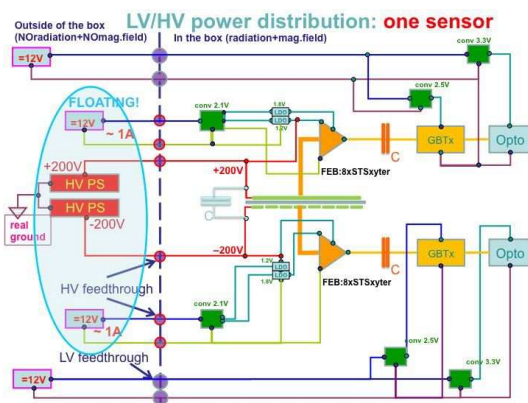 LV/HV power distribution: one sensor
Outside of the box
(NOradiation+NOmag.field)
In the box (radiation+mag.field)
conv 3.3V
=12V
conv 2.5V
FLOATING!
conv 2.1V
1.8V
LDO
LDO
1.2V
=12V
~ 1A
GBTx
Opto
C
FEB:8xSTSxyter
+200V
+200V
HV PS
HV PS
-200V
real
ground
C
−200V
1.2V
LDO
LDO
1.8V
GBTx
Opto
C
FEB:8xSTSxyter
HV feedthrough
conv 2.1V
=12V
~ 1A
conv 2.5V
LV feedthrough
conv 3.3V
=12V